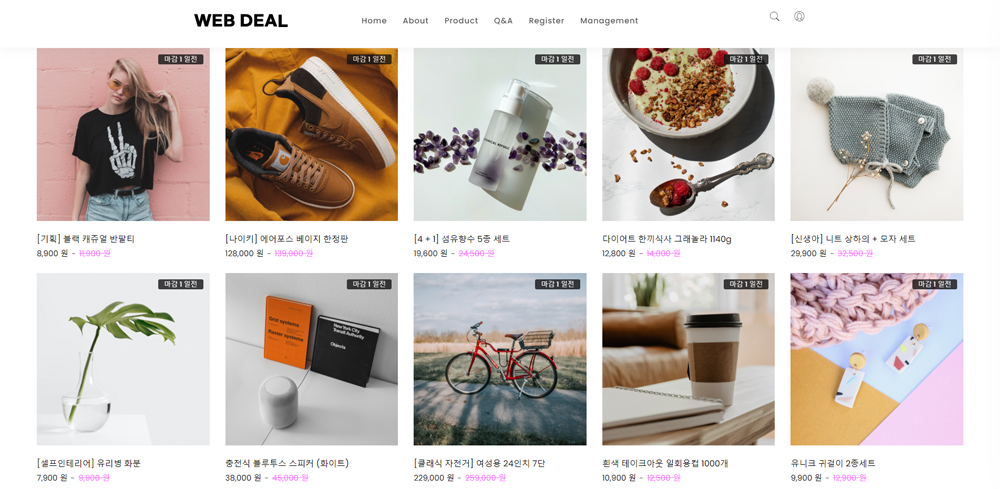 WEB DEAL
Home About Product Q&A Register Management
마감 1 일전 마감 1 일전 마감 1 일전 마감 1 일전 마감 1 일전
[기획] 블랙 캐쥬얼 반팔티
8,900 원 - 11,900 원
[나이키] 에어포스 베이지 한정판
128,000 원 - 139,000 원
[4 + 1] 섬유향수 5종 세트
19,600 원 - 24,500 원
다이어트 한끼식사 그래놀라 1140g
12,800 원 - 14,800 원
[신생아] 니트 상하의 + 모자 세트
29,900 원 - 32,500 원
마감 1 일전 마감 1 일전 마감 1 일전 마감 1 일전 마감 1 일전
Grid systems
Raster systeme
New York City
Transit Authority
Objects
[셀프인테리어] 유리병 화분
7,900 원 - 9,900 원
충전식 블루투스 스피커 (화이트)
38,000 원 - 45,000 원
[클래식 자전거] 여성용 24인치 7단
229,000 원 - 259,000 원
흰색 테이크아웃 일회용컵 1000개
10,900 원 - 12,500 원
유니크 귀걸이 2종세트
9,900 원 - 12,900 원